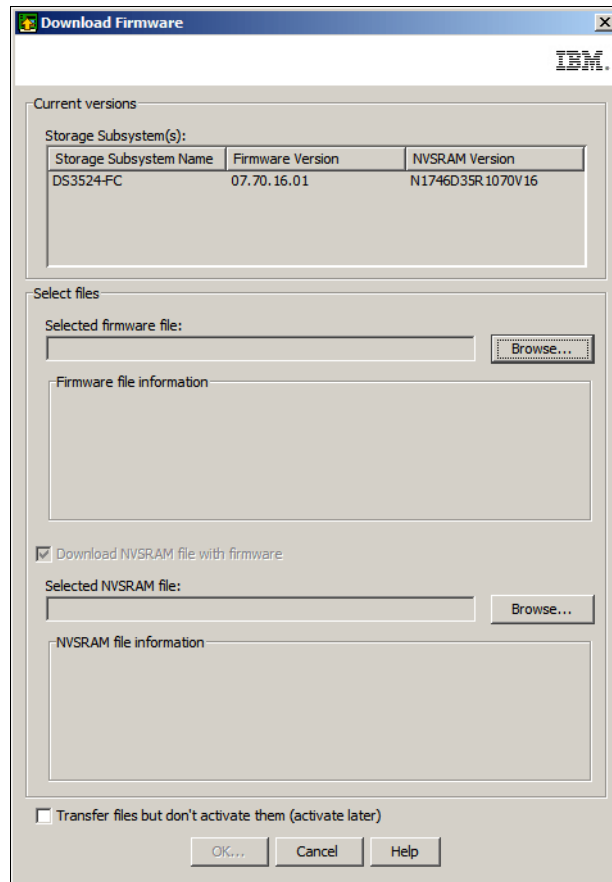 Download Firmware
IBM.
Current versions
Storage Subsystem(s):
Storage Subsystem Name Firmware Version NVSRAM Version
DS3524-FC 07.70.16.01 N1746D35R1070V16
Select files
Selected firmware file:
Browse...
Firmware file information
Download NVSRAM file with firmware
Selected NVSRAM file:
Browse...
NVSRAM file information
Transfer files but don't activate them (activate later)
OK... Cancel Help